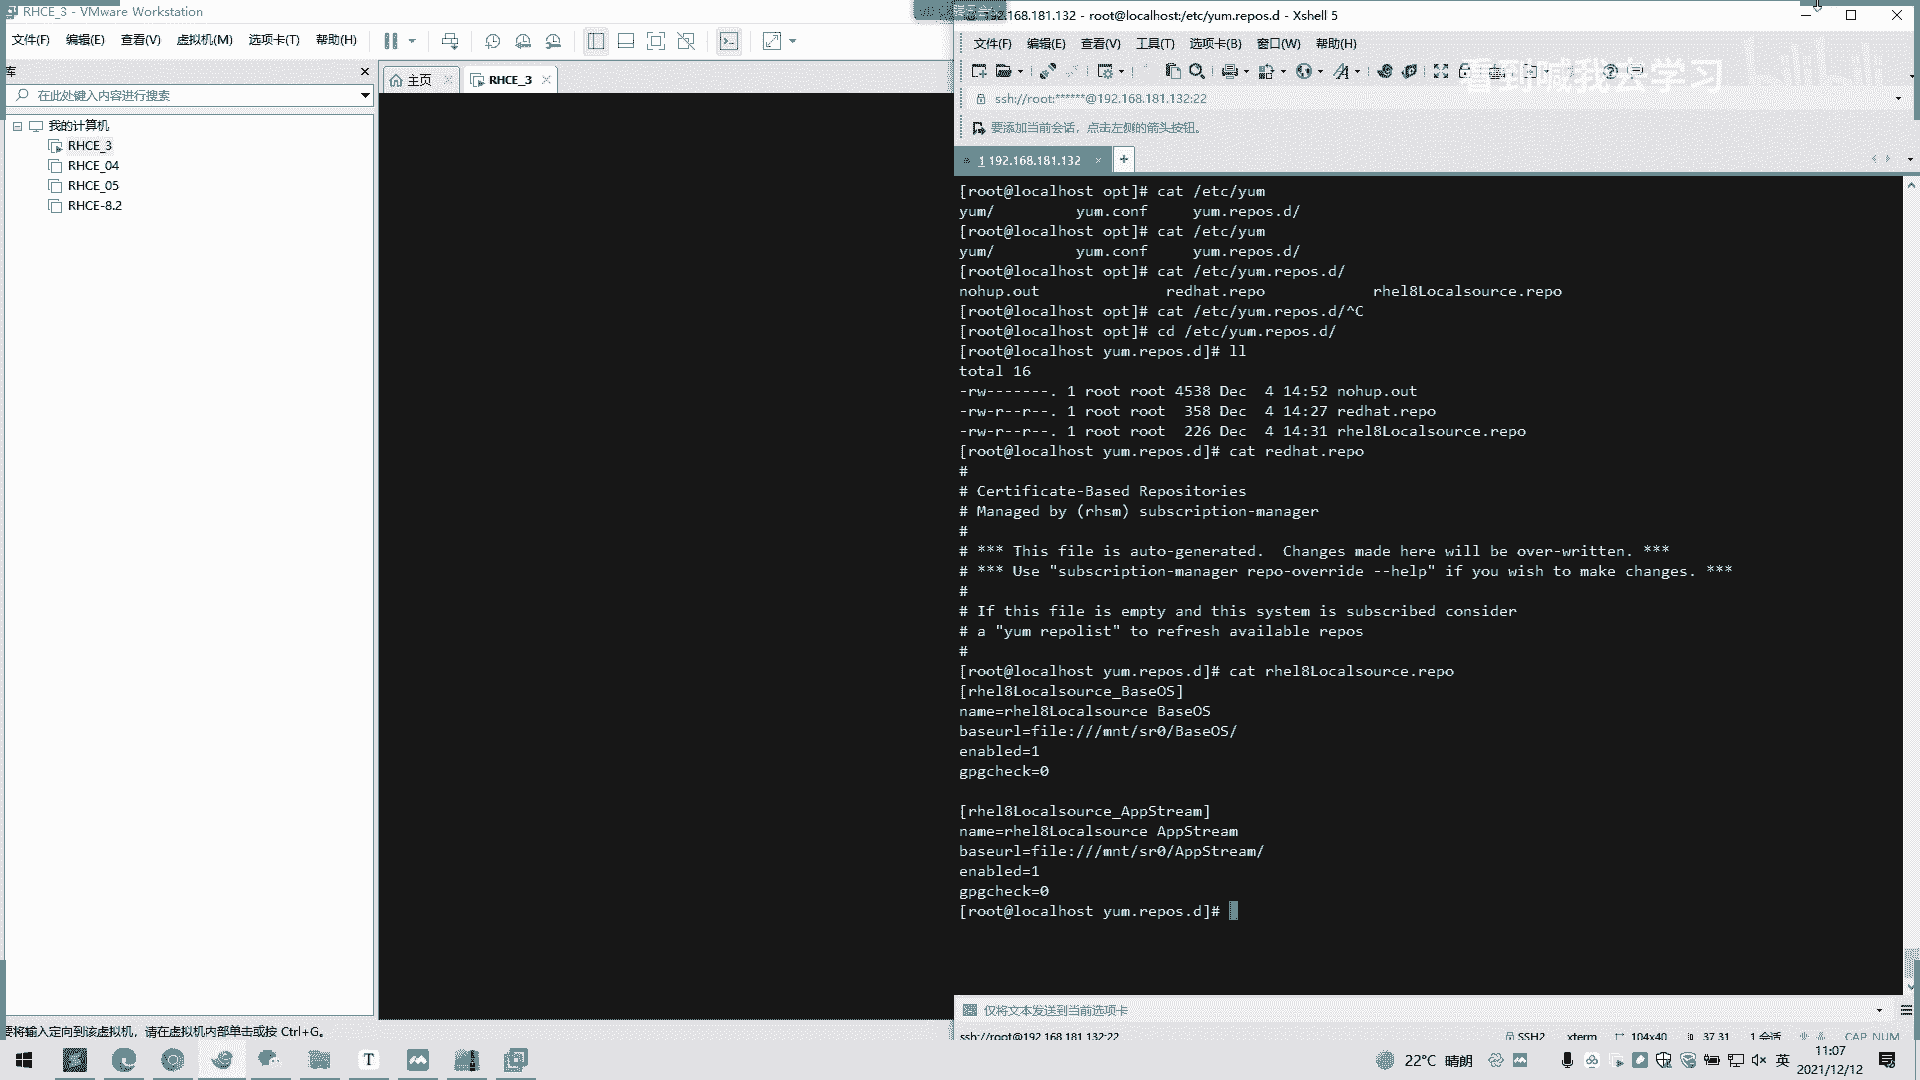 RHCE_3 - VMware Workstation
文件(F) 编辑(E) 查看(V) 虚拟机(M) 选项卡(T) 帮助(H)
库
在此处键入内容进行搜索
我的计算机
RHCE_3
RHCE_04
RHCE_05
RHCE-8.2
主页
RHCE_3
要将输入定向到该虚拟机，请在虚拟机内部单击或按 Ctrl+G。
.168.181.132 - root@localhost:/etc/yum.repos.d - Xshell 5
文件(F) 编辑(E) 查看(V) 工具(T) 选项卡(B) 窗口(W) 帮助(H)
看到喊我去学习
ssh://root:******@192.168.181.132:22
要添加当前会话，点击左侧的箭头按钮。
1 192.168.181.132
[root@localhost opt]# cat /etc/yum
yum/ yum.conf yum.repos.d/
[root@localhost opt]# cat /etc/yum
yum/ yum.conf yum.repos.d/
[root@localhost opt]# cat /etc/yum.repos.d/
nohup.out redhat.repo rhel8Localsource.repo
[root@localhost opt]# cat /etc/yum.repos.d/^C
[root@localhost opt]# cd /etc/yum.repos.d/
[root@localhost yum.repos.d]# ll
total 16
-rw-------. 1 root root 4538 Dec  4 14:52 nohup.out
-rw-r--r--. 1 root root  358 Dec  4 14:27 redhat.repo
-rw-r--r--. 1 root root  226 Dec  4 14:31 rhel8Localsource.repo
[root@localhost yum.repos.d]# cat redhat.repo
#
# Certificate-Based Repositories
# Managed by (rhsm) subscription-manager
#
# *** This file is auto-generated.  Changes made here will be over-written. ***
# *** Use "subscription-manager repo-override --help" if you wish to make changes. ***
#
# If this file is empty and this system is subscribed consider
# a "yum repolist" to refresh available repos
#
[root@localhost yum.repos.d]# cat rhel8Localsource.repo
[rhel8Localsource_BaseOS]
name=rhel8Localsource BaseOS
baseurl=file:///mnt/sr0/BaseOS/
enabled=1
gpgcheck=0
[rhel8Localsource_AppStream]
name=rhel8Localsource AppStream
baseurl=file:///mnt/sr0/AppStream/
enabled=1
gpgcheck=0
[root@localhost yum.repos.d]#
仅将文本发送到当前选项卡
ssh://root@192.168.181.132:22 SSH2 xterm 104x40 37,31 1 会话 CAP NUM
22°C 晴朗 英 11:07
2021/12/12